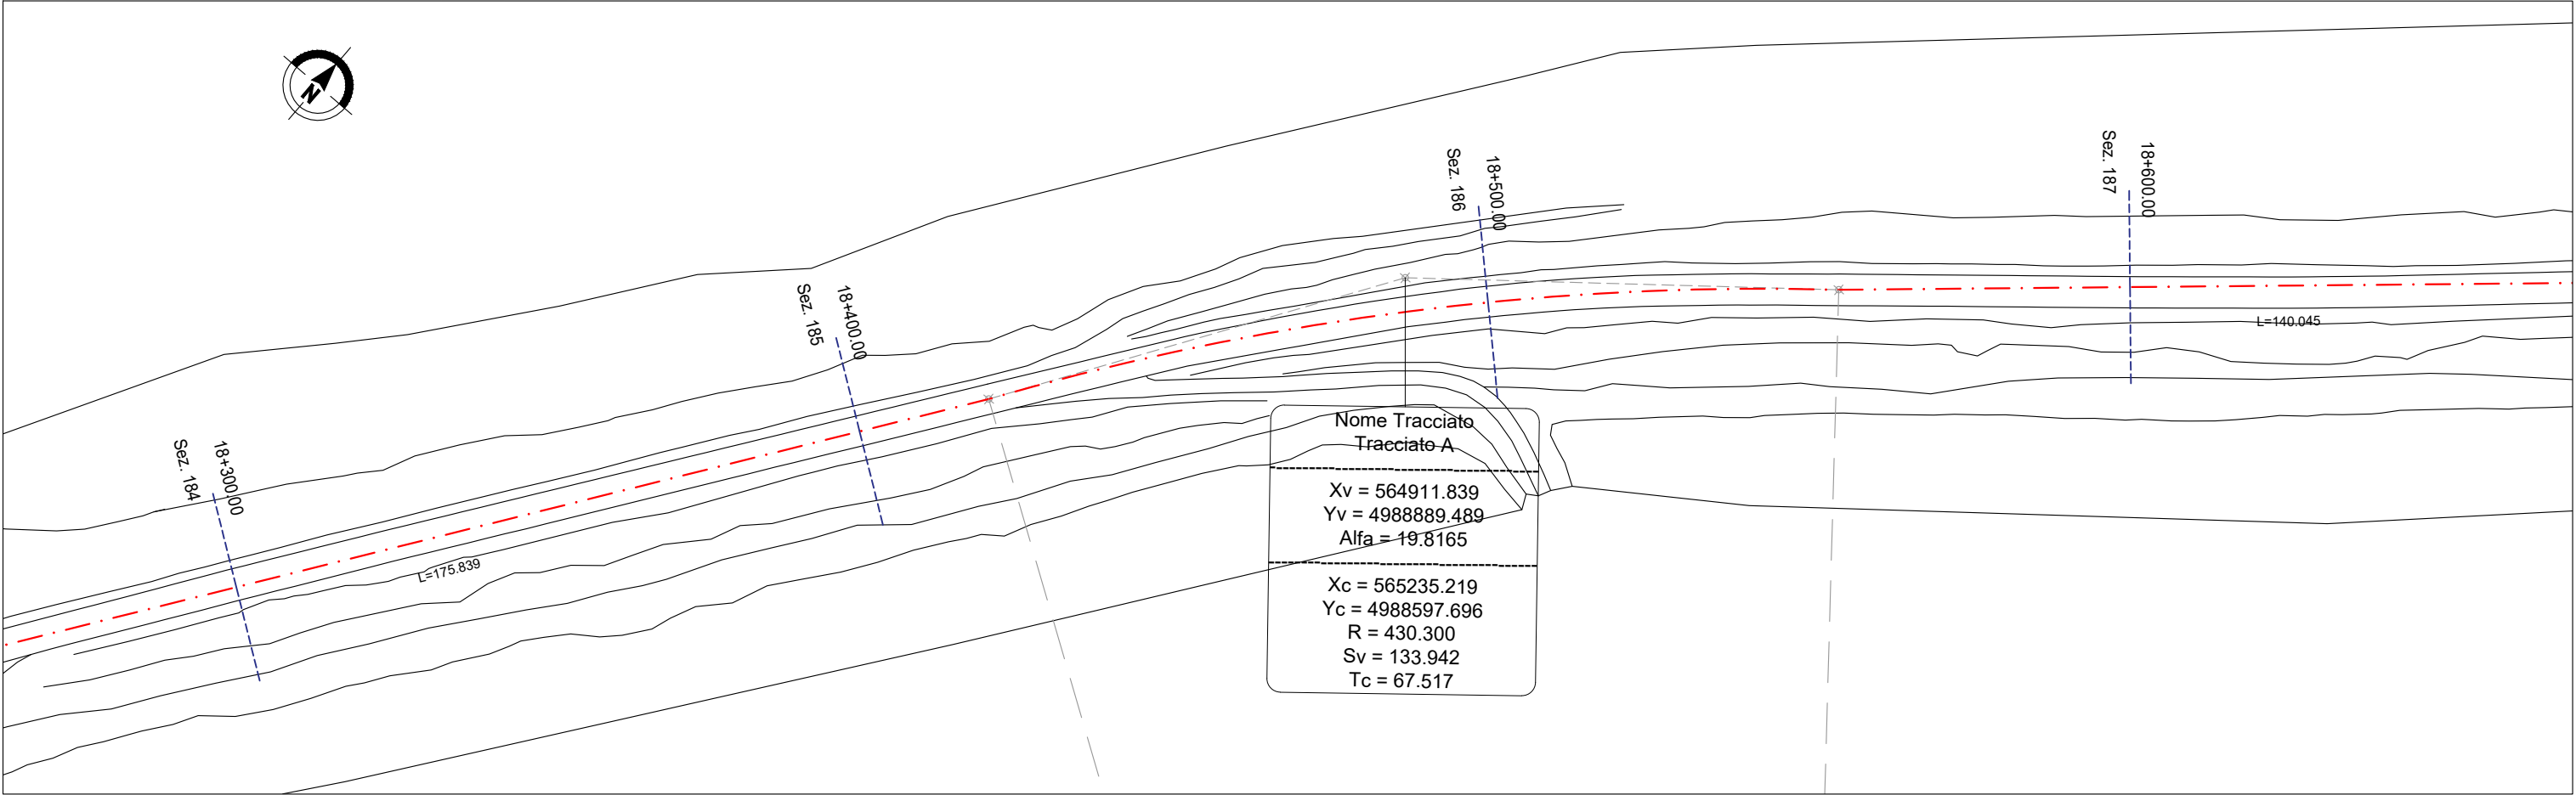 N
Sez. 184
18+300.00
L=175.839
Sez. 185
18+400.00
Sez. 186
18+500.00
Sez. 187
18+600.00
L=140.045
Nome Tracciato
Tracciato A
Xv = 564911.839
Yv = 4988889.489
Alfa = 19.8165
Xc = 565235.219
Yc = 4988597.696
R = 430.300
Sv = 133.942
Tc = 67.517